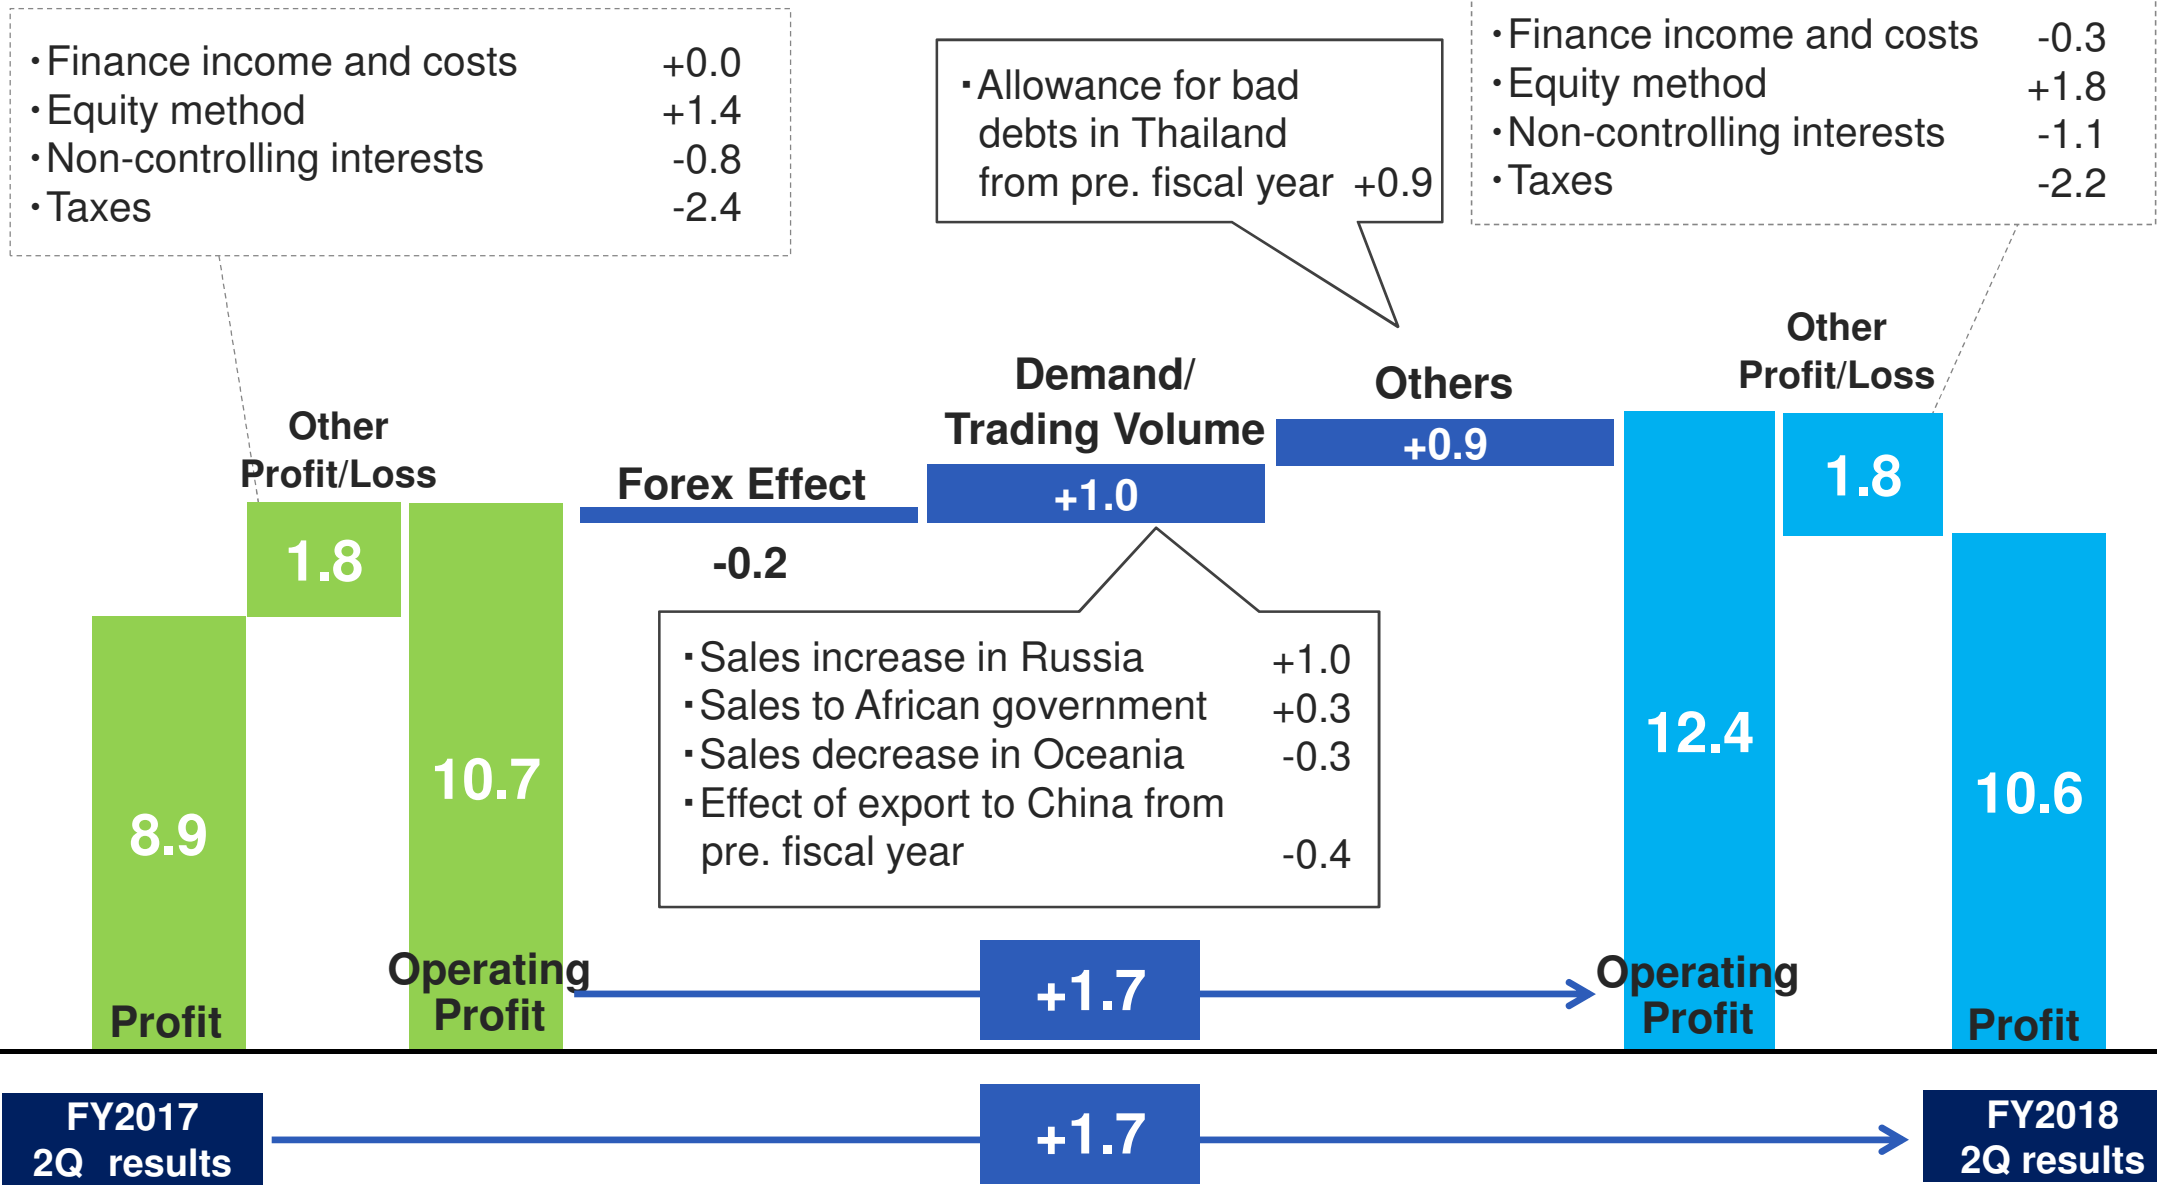 ・Finance income and costs +0.0
・Equity method +1.4
・Non-controlling interests -0.8
・Taxes -2.4
・Allowance for bad
debts in Thailand
from pre. fiscal year +0.9
・Finance income and costs -0.3
・Equity method +1.8
・Non-controlling interests -1.1
・Taxes -2.2
Other
Profit/Loss
1.8
8.9
Profit
10.7
Operating
Profit
Forex Effect
-0.2
Demand/
Trading Volume
+1.0
Others
+0.9
・Sales increase in Russia +1.0
・Sales to African government +0.3
・Sales decrease in Oceania -0.3
・Effect of export to China from
pre. fiscal year -0.4
Other
Profit/Loss
1.8
12.4
Operating
Profit
10.6
Profit
+1.7
FY2017
2Q results
+1.7
FY2018
2Q results